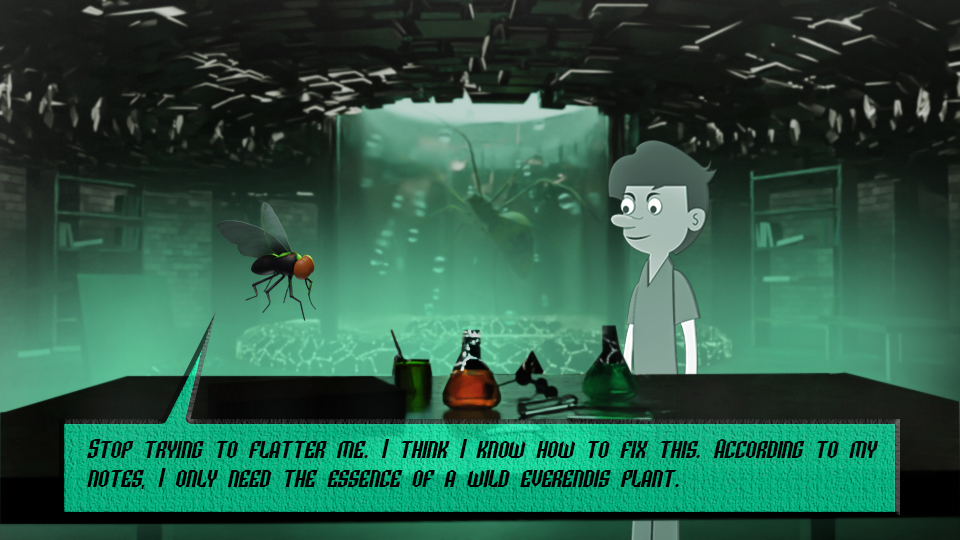 Stop trying to flatter me. I think I know how to fix this. According to my
notes, I only need the essence of a wild everendis plant.